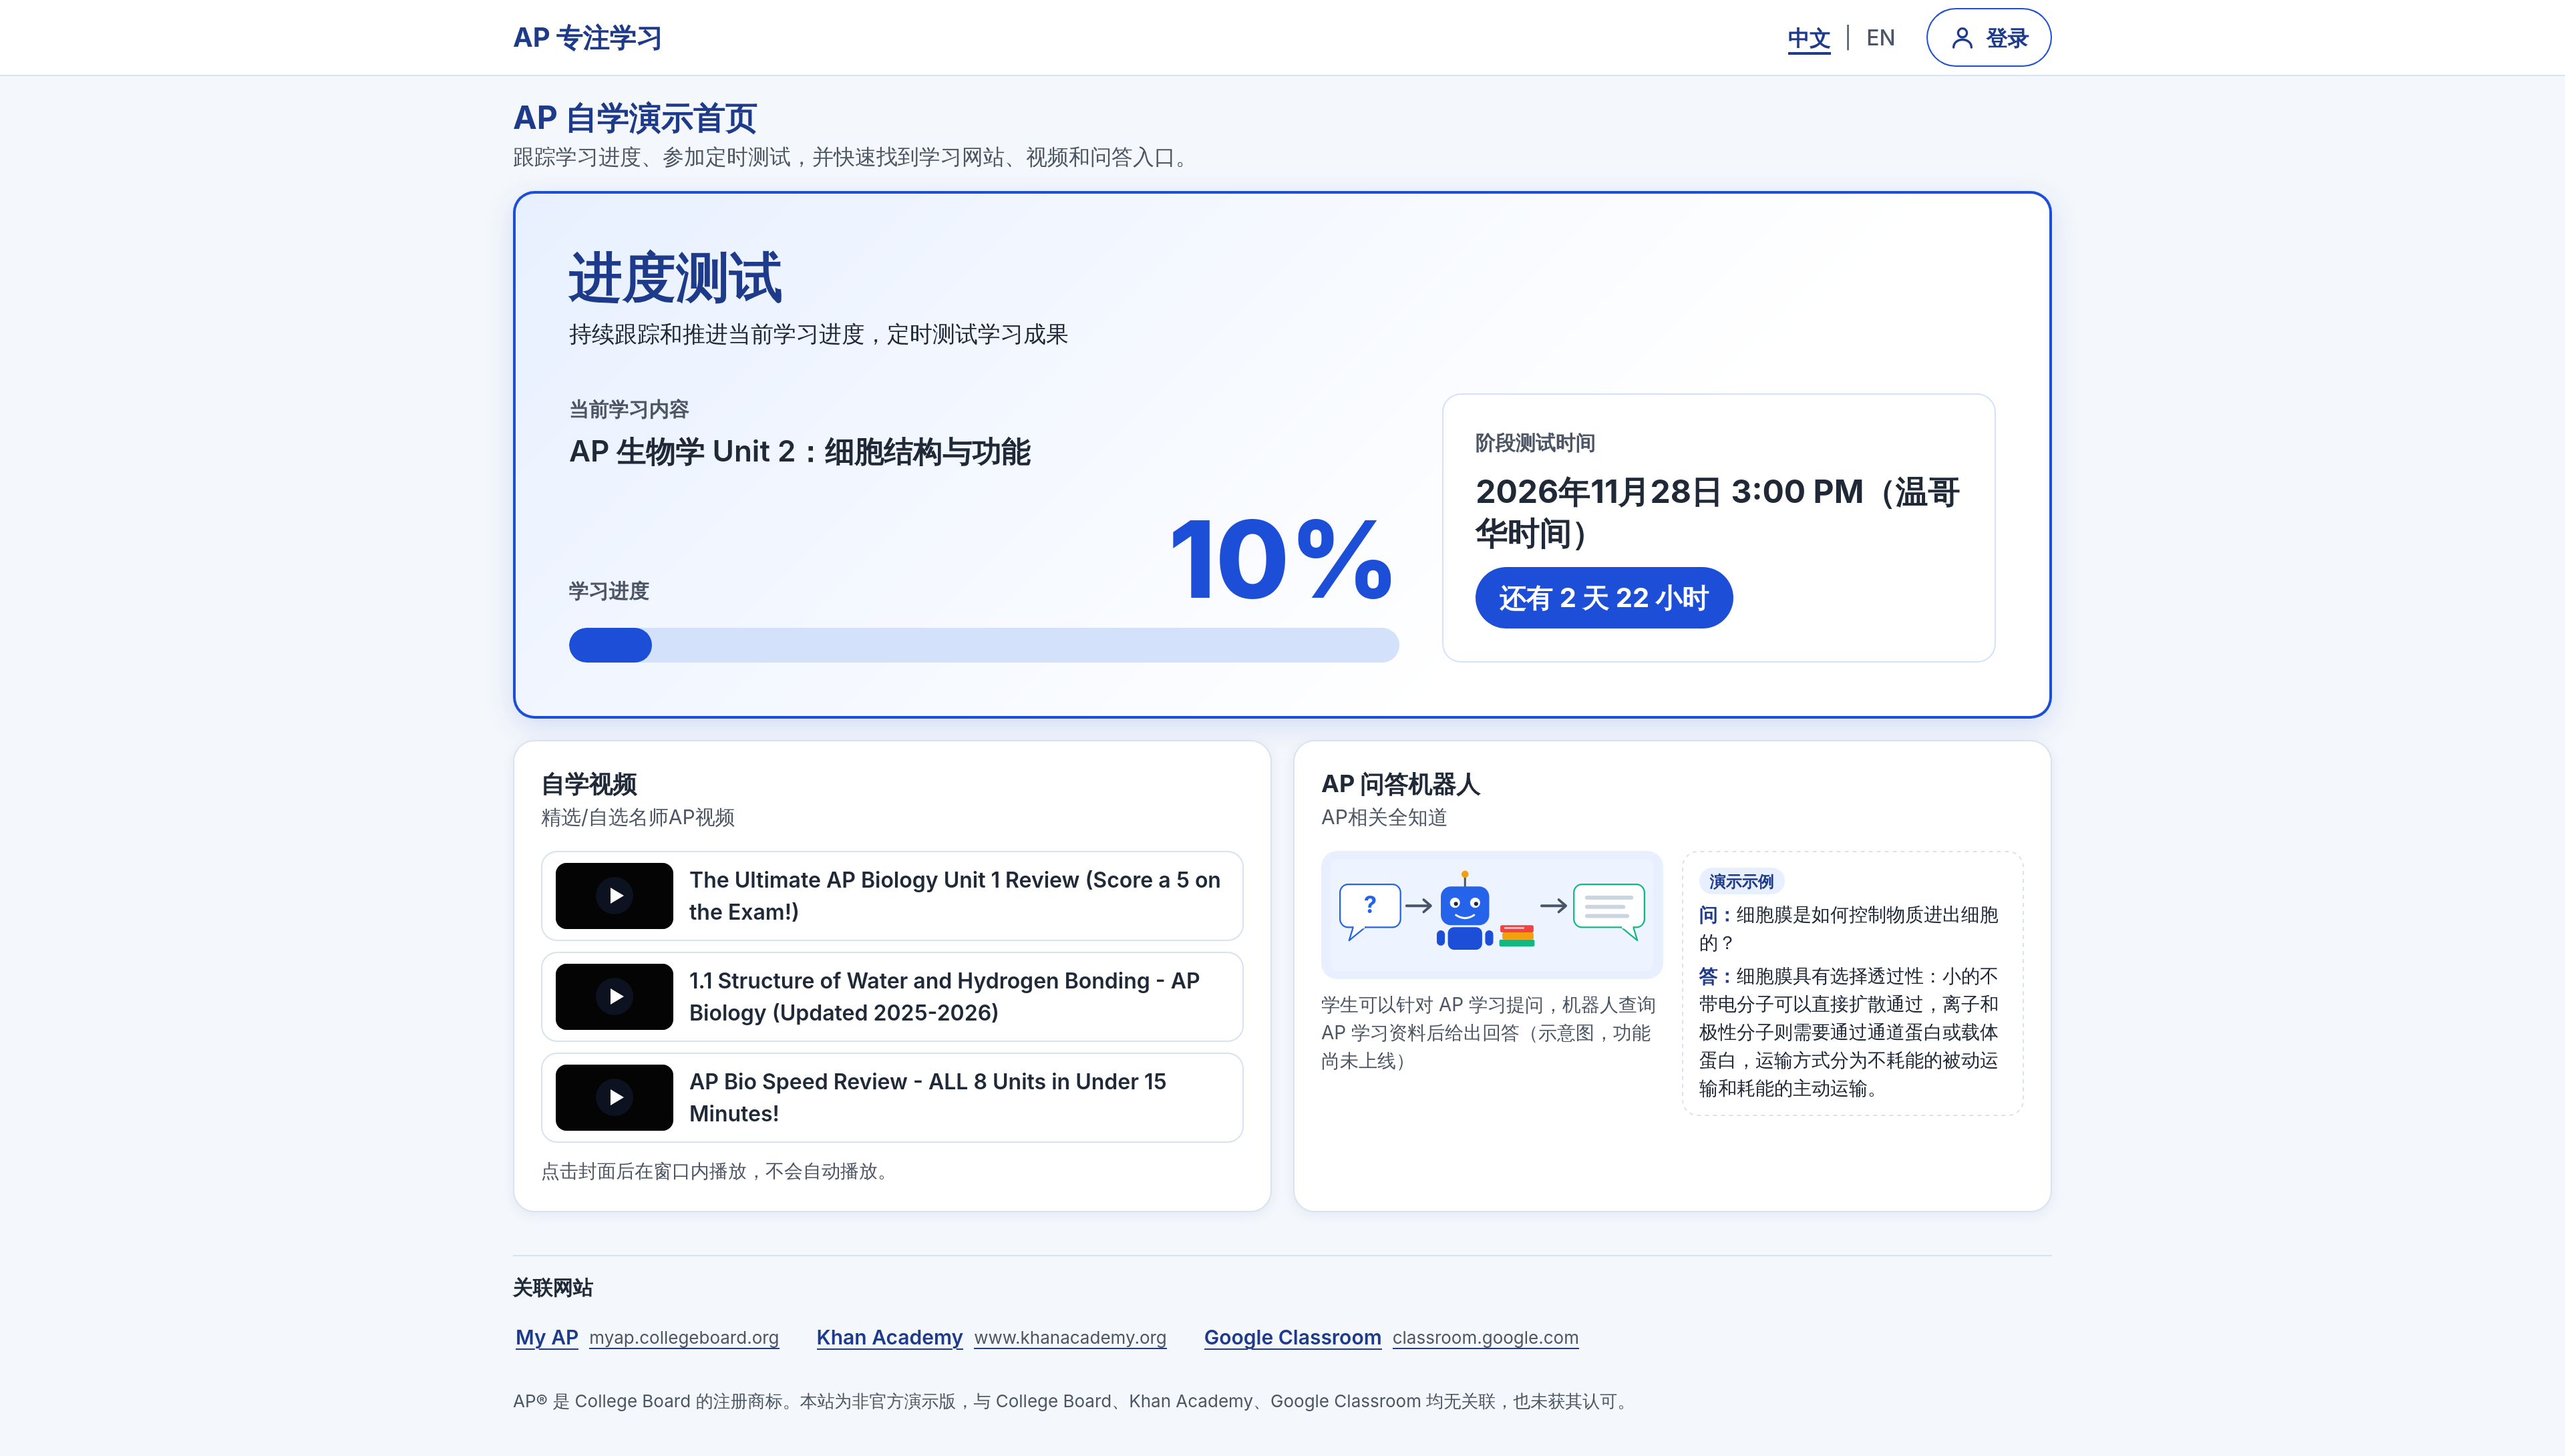 AP 专注学习
中文 | EN
登录
AP 自学演示首页
跟踪学习进度、参加定时测试，并快速找到学习网站、视频和问答入口。
进度测试
持续跟踪和推进当前学习进度，定时测试学习成果
当前学习内容
AP 生物学 Unit 2：细胞结构与功能
学习进度
10%
阶段测试时间
2026年11月28日 3:00 PM（温哥
华时间）
还有 2 天 22 小时
自学视频
精选/自选名师AP视频
The Ultimate AP Biology Unit 1 Review (Score a 5 on
the Exam!)
1.1 Structure of Water and Hydrogen Bonding - AP
Biology (Updated 2025-2026)
AP Bio Speed Review - ALL 8 Units in Under 15
Minutes!
点击封面后在窗口内播放，不会自动播放。
AP 问答机器人
AP相关全知道
?
学生可以针对 AP 学习提问，机器人查询
AP 学习资料后给出回答（示意图，功能
尚未上线）
演示示例
问：细胞膜是如何控制物质进出细胞
的？
答：细胞膜具有选择透过性：小的不
带电分子可以直接扩散通过，离子和
极性分子则需要通过通道蛋白或载体
蛋白，运输方式分为不耗能的被动运
输和耗能的主动运输。
关联网站
My AP myap.collegeboard.org Khan Academy www.khanacademy.org Google Classroom classroom.google.com
AP® 是 College Board 的注册商标。本站为非官方演示版，与 College Board、Khan Academy、Google Classroom 均无关联，也未获其认可。